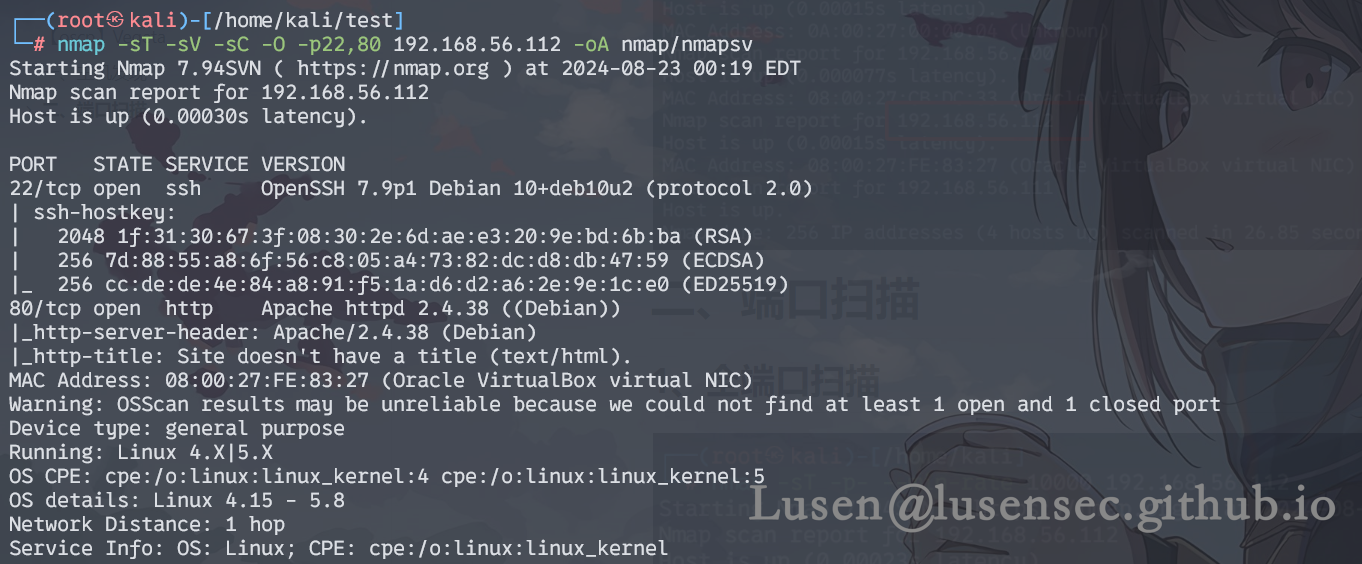 ┌──(root㉿kali)-[/home/kali/test]
└─# nmap -sT -sV -sC -O -p22,80 192.168.56.112 -oA nmap/nmapsv
Starting Nmap 7.94SVN ( https://nmap.org ) at 2024-08-23 00:19 EDT
Nmap scan report for 192.168.56.112
Host is up (0.00030s latency).

PORT   STATE SERVICE VERSION
22/tcp open  ssh     OpenSSH 7.9p1 Debian 10+deb10u2 (protocol 2.0)
| ssh-hostkey:
|   2048 1f:31:30:67:3f:08:30:2e:6d:ae:e3:20:9e:bd:6b:ba (RSA)
|   256 7d:88:55:a8:6f:56:c8:05:a4:73:82:dc:d8:db:47:59 (ECDSA)
|_  256 cc:de:de:4e:84:a8:91:f5:1a:d6:d2:a6:2e:9e:1c:e0 (ED25519)
80/tcp open  http    Apache httpd 2.4.38 ((Debian))
|_http-server-header: Apache/2.4.38 (Debian)
|_http-title: Site doesn't have a title (text/html).
MAC Address: 08:00:27:FE:83:27 (Oracle VirtualBox virtual NIC)
Warning: OSScan results may be unreliable because we could not find at least 1 open and 1 closed port
Device type: general purpose
Running: Linux 4.X|5.X
OS CPE: cpe:/o:linux:linux_kernel:4 cpe:/o:linux:linux_kernel:5
OS details: Linux 4.15 - 5.8
Network Distance: 1 hop
Service Info: OS: Linux; CPE: cpe:/o:linux:linux_kernel
二、端口扫描
全端口扫描
Lusen@lusensec.github.io